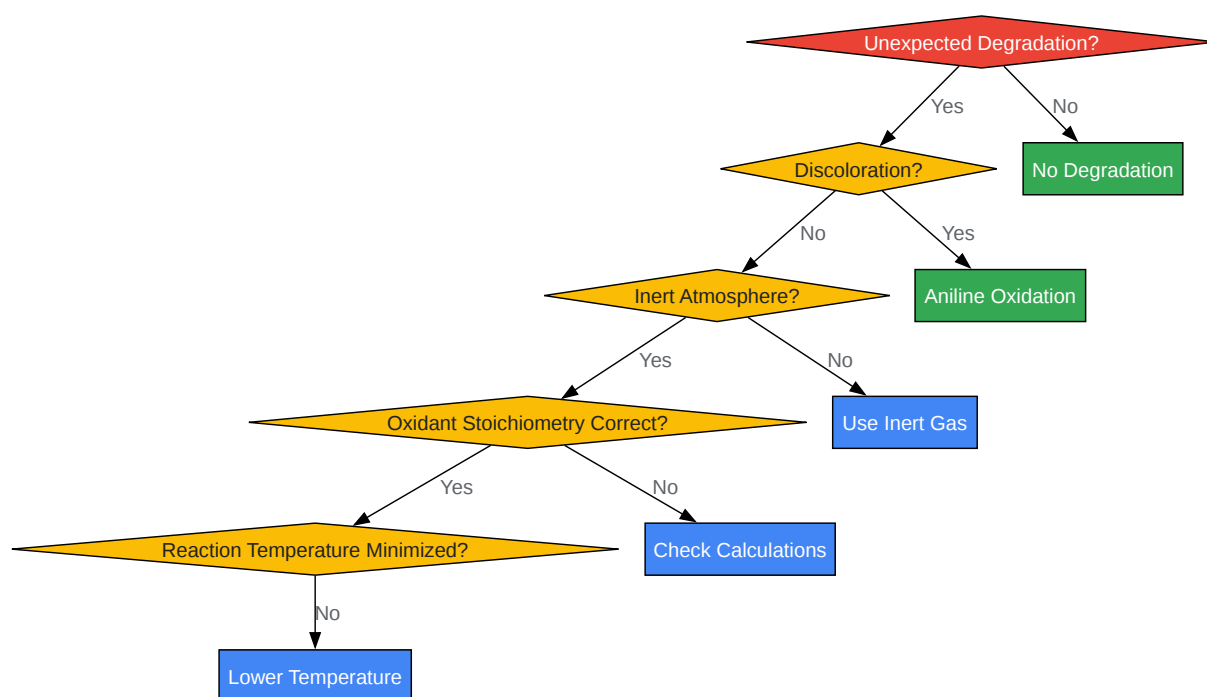 Unexpected Degradation?
Yes
No
Discoloration?
No Degradation
No
Yes
Inert Atmosphere?
Aniline Oxidation
Yes
No
Oxidant Stoichiometry Correct?
Use Inert Gas
Yes
No
Reaction Temperature Minimized?
Check Calculations
No
Lower Temperature